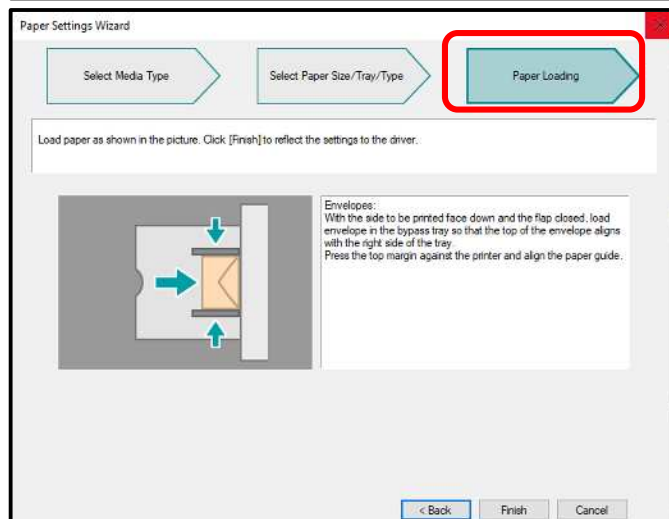 Paper Settings Wizard
Select Media Type
Select Paper Size/Tray/Type
Paper Loading
Load paper as shown in the picture. Click [Finish] to reflect the settings to the driver.
Envelopes:
With the side to be printed face down and the flap closed, load
envelope in the bypass tray so that the top of the envelope aligns
with the right side of the tray.
Press the top margin against the printer and align the paper guide.
< Back
Finish
Cancel